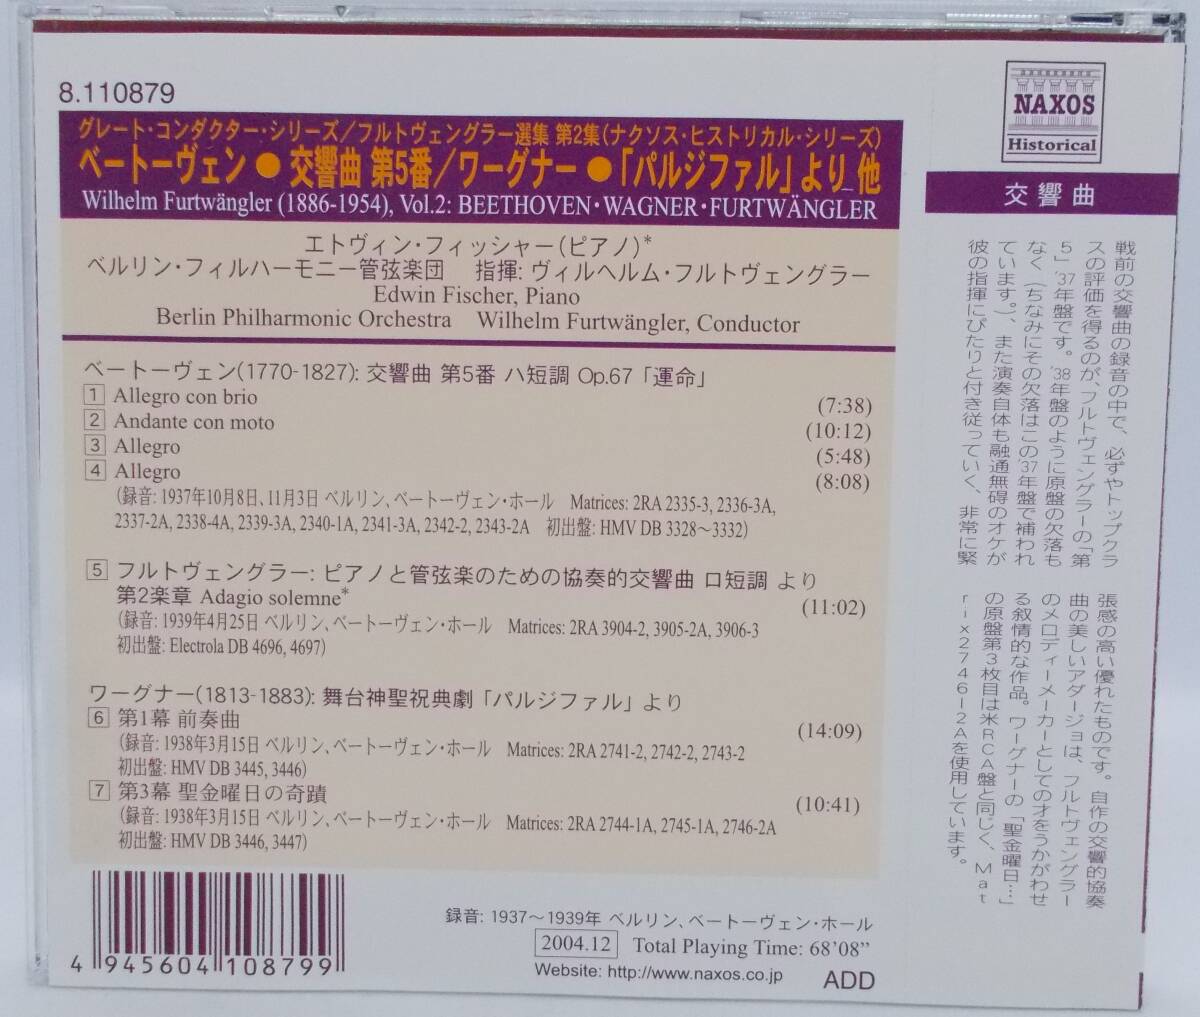 8.110879
グレート・コンダクター・シリーズ/フルトヴェングラー選集 第2集(ナクソス・ヒストリカル・シリーズ)
ベートーヴェン ● 交響曲 第5番/ワーグナー ●「パルジファル」より 他
Wilhelm Furtwängler (1886-1954), Vol.2: BEETHOVEN・WAGNER・FURTWÄNGLER
エトヴィン・フィッシャー(ピアノ)*
ベルリン・フィルハーモニー管弦楽団 指揮: ヴィルヘルム・フルトヴェングラー
Edwin Fischer, Piano
Berlin Philharmonic Orchestra Wilhelm Furtwängler, Conductor
ベートーヴェン(1770-1827): 交響曲 第5番 ハ短調 Op.67「運命」
1 Allegro con brio (7:38)
2 Andante con moto (10:12)
3 Allegro (5:48)
4 Allegro (8:08)
(録音: 1937年10月8日、11月3日 ベルリン、ベートーヴェン・ホール Matrices: 2RA 2335-3, 2336-3A,
2337-2A, 2338-4A, 2339-3A, 2340-1A, 2341-3A, 2342-2, 2343-2A 初出盤: HMV DB 3328〜3332)
5 フルトヴェングラー: ピアノと管弦楽のための協奏的交響曲 ロ短調 より
第2楽章 Adagio solemne* (11:02)
(録音: 1939年4月25日 ベルリン、ベートーヴェン・ホール Matrices: 2RA 3904-2, 3905-2A, 3906-3
初出盤: Electrola DB 4696, 4697)
ワーグナー(1813-1883): 舞台神聖祝典劇「パルジファル」より
6 第1幕 前奏曲 (14:09)
(録音: 1938年3月15日 ベルリン、ベートーヴェン・ホール Matrices: 2RA 2741-2, 2742-2, 2743-2
初出盤: HMV DB 3445, 3446)
7 第3幕 聖金曜日の奇蹟 (10:41)
(録音: 1938年3月15日 ベルリン、ベートーヴェン・ホール Matrices: 2RA 2744-1A, 2745-1A, 2746-2A
初出盤: HMV DB 3446, 3447)
4 945604 108799
録音: 1937〜1939年 ベルリン、ベートーヴェン・ホール
2004.12 Total Playing Time: 68'08"
Website: http://www.naxos.co.jp ADD
NAXOS
Historical
交響曲
戦前の交響曲の録音の中で、必ずやトップクラ
スの評価を得るのが、フルトヴェングラーの「第
5」'37年盤です。'38年盤のように原盤の欠落も
なく(ちなみにその欠落はこの'37年盤で補われ
ています。)、また演奏自体も融通無碍のオケが
彼の指揮にぴたりと付き従っていく、非常に緊
張感の高い優れたものです。自作の交響的協奏
曲の美しいアダージョは、フルトヴェングラー
のメロディーメーカーとしての才をうかがわせ
る叙情的な作品。ワーグナーの「聖金曜日…」
の原盤第3枚目は米RCA盤と同じく、Mat
rix2746-2Aを使用しています。